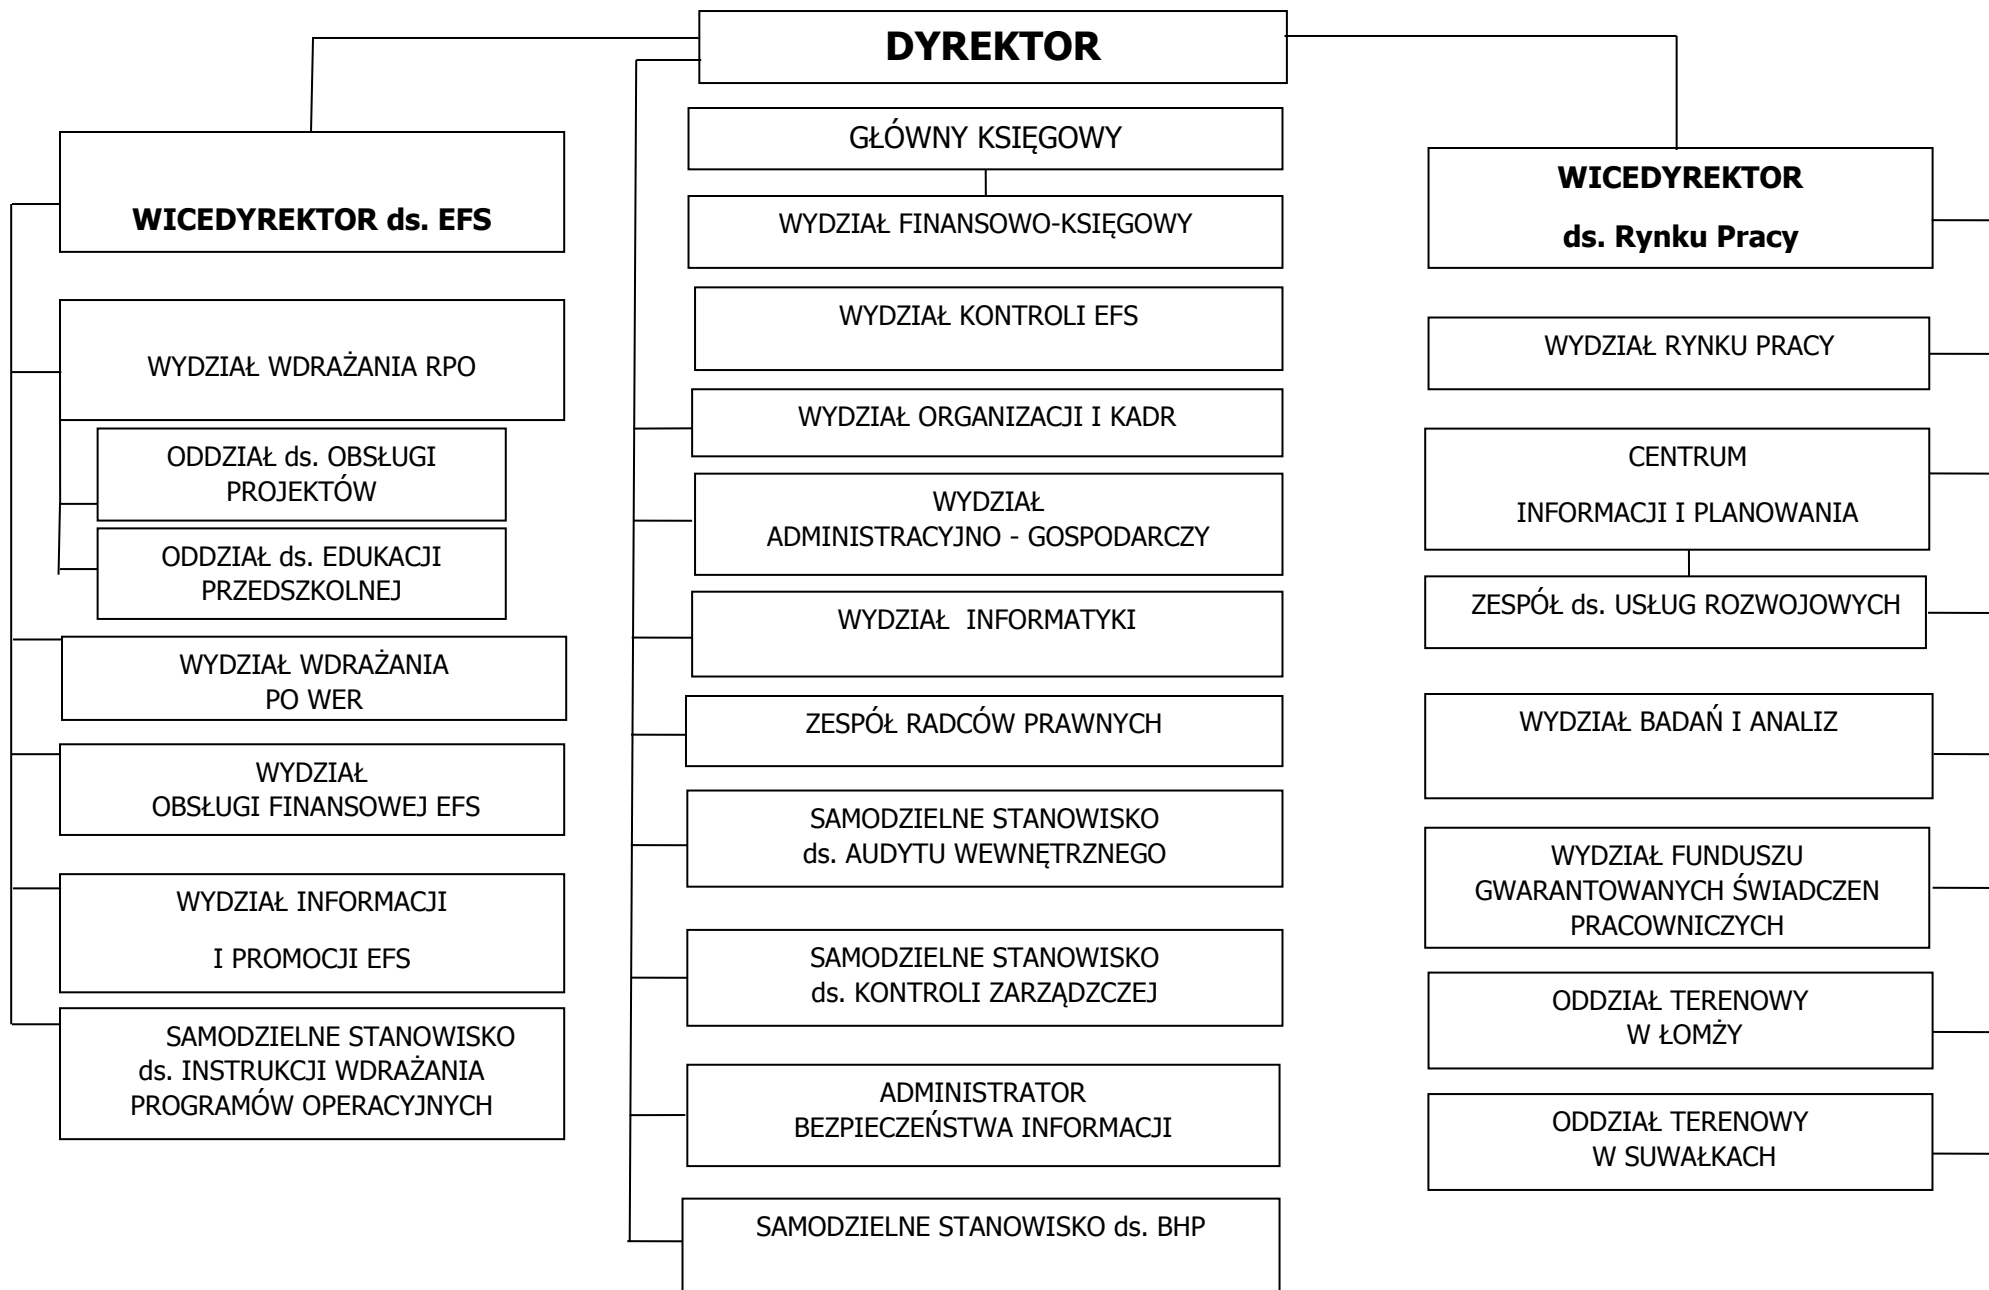 DYREKTOR
WICEDYREKTOR ds. EFS
WYDZIAŁ WDRAŻANIA RPO
ODDZIAŁ ds. OBSŁUGI
PROJEKTÓW
ODDZIAŁ ds. EDUKACJI
PRZEDSZKOLNEJ
WYDZIAŁ WDRAŻANIA
PO WER
WYDZIAŁ
OBSŁUGI FINANSOWEJ EFS
WYDZIAŁ INFORMACJI
I PROMOCJI EFS
SAMODZIELNE STANOWISKO
ds. INSTRUKCJI WDRAŻANIA
PROGRAMÓW OPERACYJNYCH
GŁÓWNY KSIĘGOWY
WYDZIAŁ FINANSOWO-KSIĘGOWY
WYDZIAŁ KONTROLI EFS
WYDZIAŁ ORGANIZACJI I KADR
WYDZIAŁ
ADMINISTRACYJNO - GOSPODARCZY
WYDZIAŁ INFORMATYKI
ZESPÓŁ RADCÓW PRAWNYCH
SAMODZIELNE STANOWISKO
ds. AUDYTU WEWNĘTRZNEGO
SAMODZIELNE STANOWISKO
ds. KONTROLI ZARZĄDZCZEJ
ADMINISTRATOR
BEZPIECZEŃSTWA INFORMACJI
SAMODZIELNE STANOWISKO ds. BHP
WICEDYREKTOR
ds. Rynku Pracy
WYDZIAŁ RYNKU PRACY
CENTRUM
INFORMACJI I PLANOWANIA
ZESPÓŁ ds. USŁUG ROZWOJOWYCH
WYDZIAŁ BADAŃ I ANALIZ
WYDZIAŁ FUNDUSZU
GWARANTOWANYCH ŚWIADCZEN
PRACOWNICZYCH
ODDZIAŁ TERENOWY
W ŁOMŻY
ODDZIAŁ TERENOWY
W SUWAŁKACH